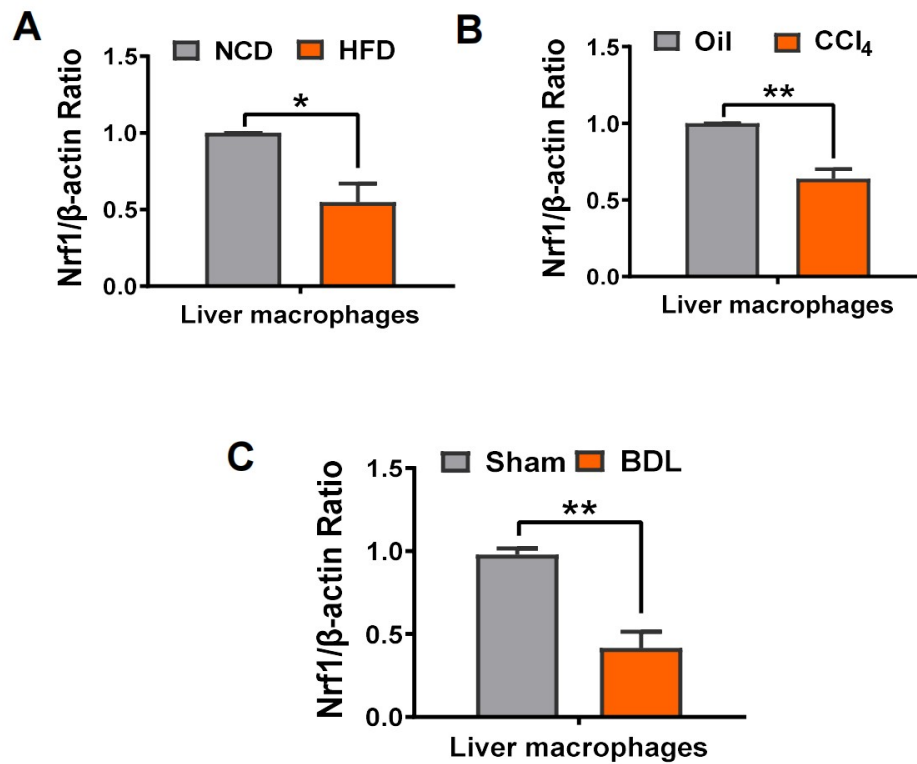 A
NCD HFD
Nrf1/β-actin Ratio
1.5
1.0
0.5
0.0
*
Liver macrophages
B
Oil CCl₄
Nrf1/β-actin Ratio
1.5
1.0
0.5
0.0
**
Liver macrophages
C
Sham BDL
Nrf1/β-actin Ratio
1.5
1.0
0.5
0.0
**
Liver macrophages